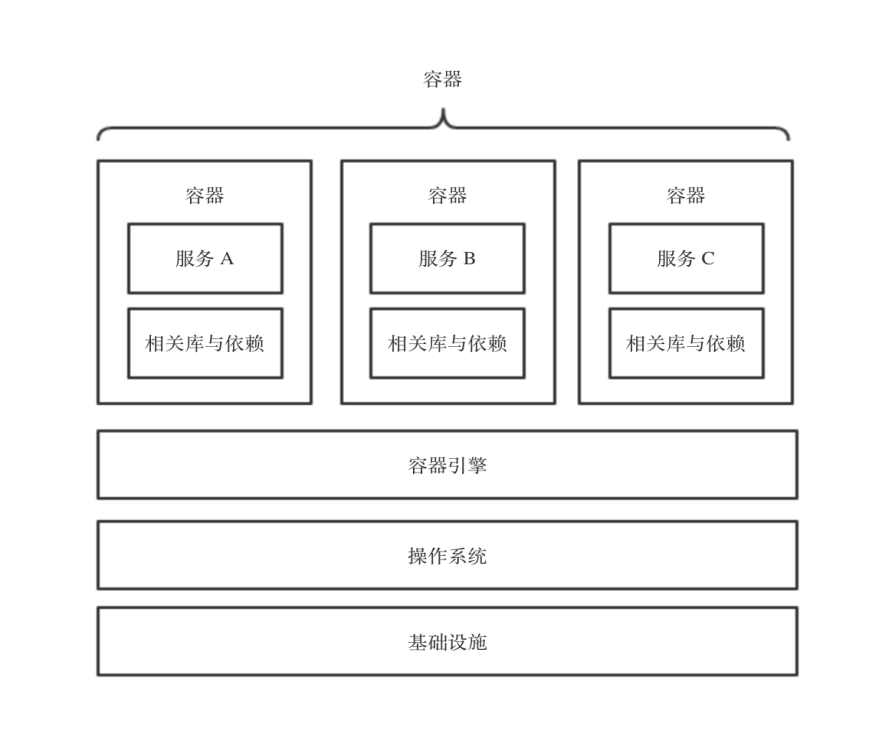 容器
容器
容器
容器
服务 A
服务 B
服务 C
相关库与依赖
相关库与依赖
相关库与依赖
容器引擎
操作系统
基础设施